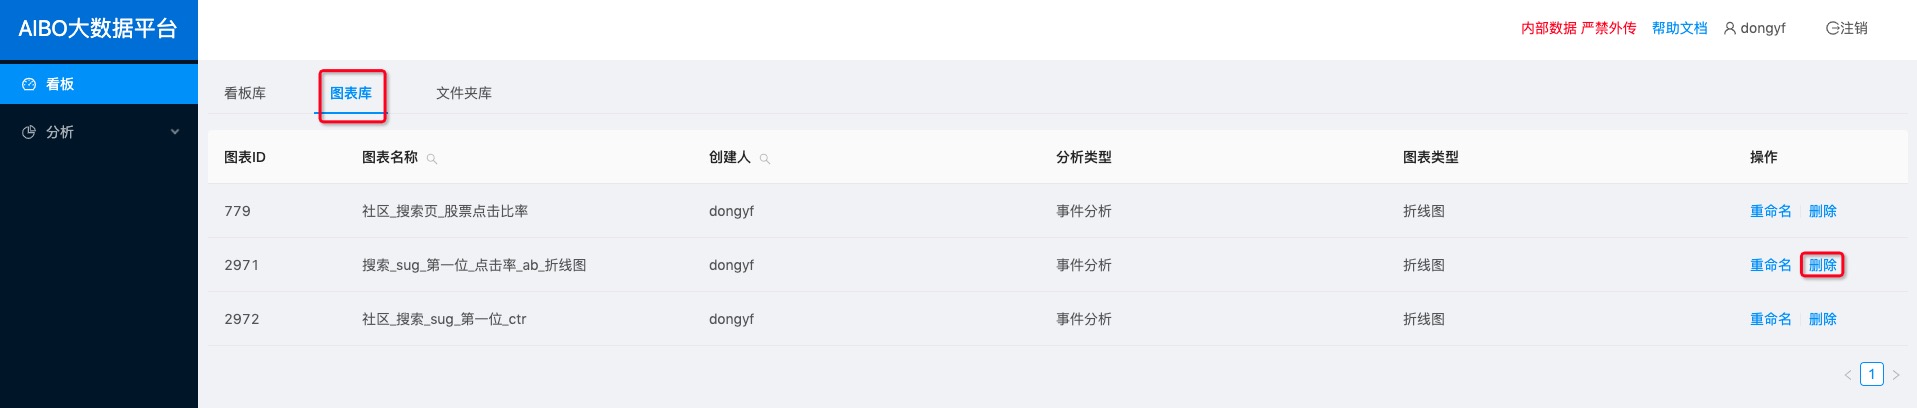 AIBO大数据平台
内部数据 严禁外传 帮助文档 dongyf 注销
看板
分析
看板库 图表库 文件夹库
图表ID 图表名称 创建人 分析类型 图表类型 操作
779 社区_搜索页_股票点击比率 dongyf 事件分析 折线图 重命名 删除
2971 搜索_sug_第一位_点击率_ab_折线图 dongyf 事件分析 折线图 重命名 删除
2972 社区_搜索_sug_第一位_ctr dongyf 事件分析 折线图 重命名 删除
< 1 >